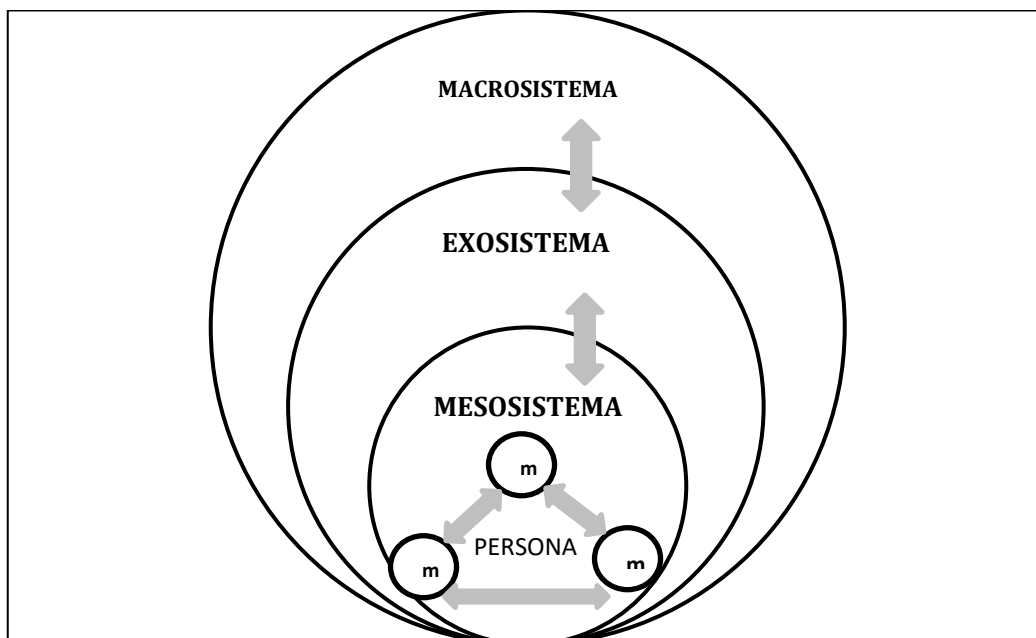 MACROSISTEMA
EXOSISTEMA
MESOSISTEMA
m
PERSONA
m
m